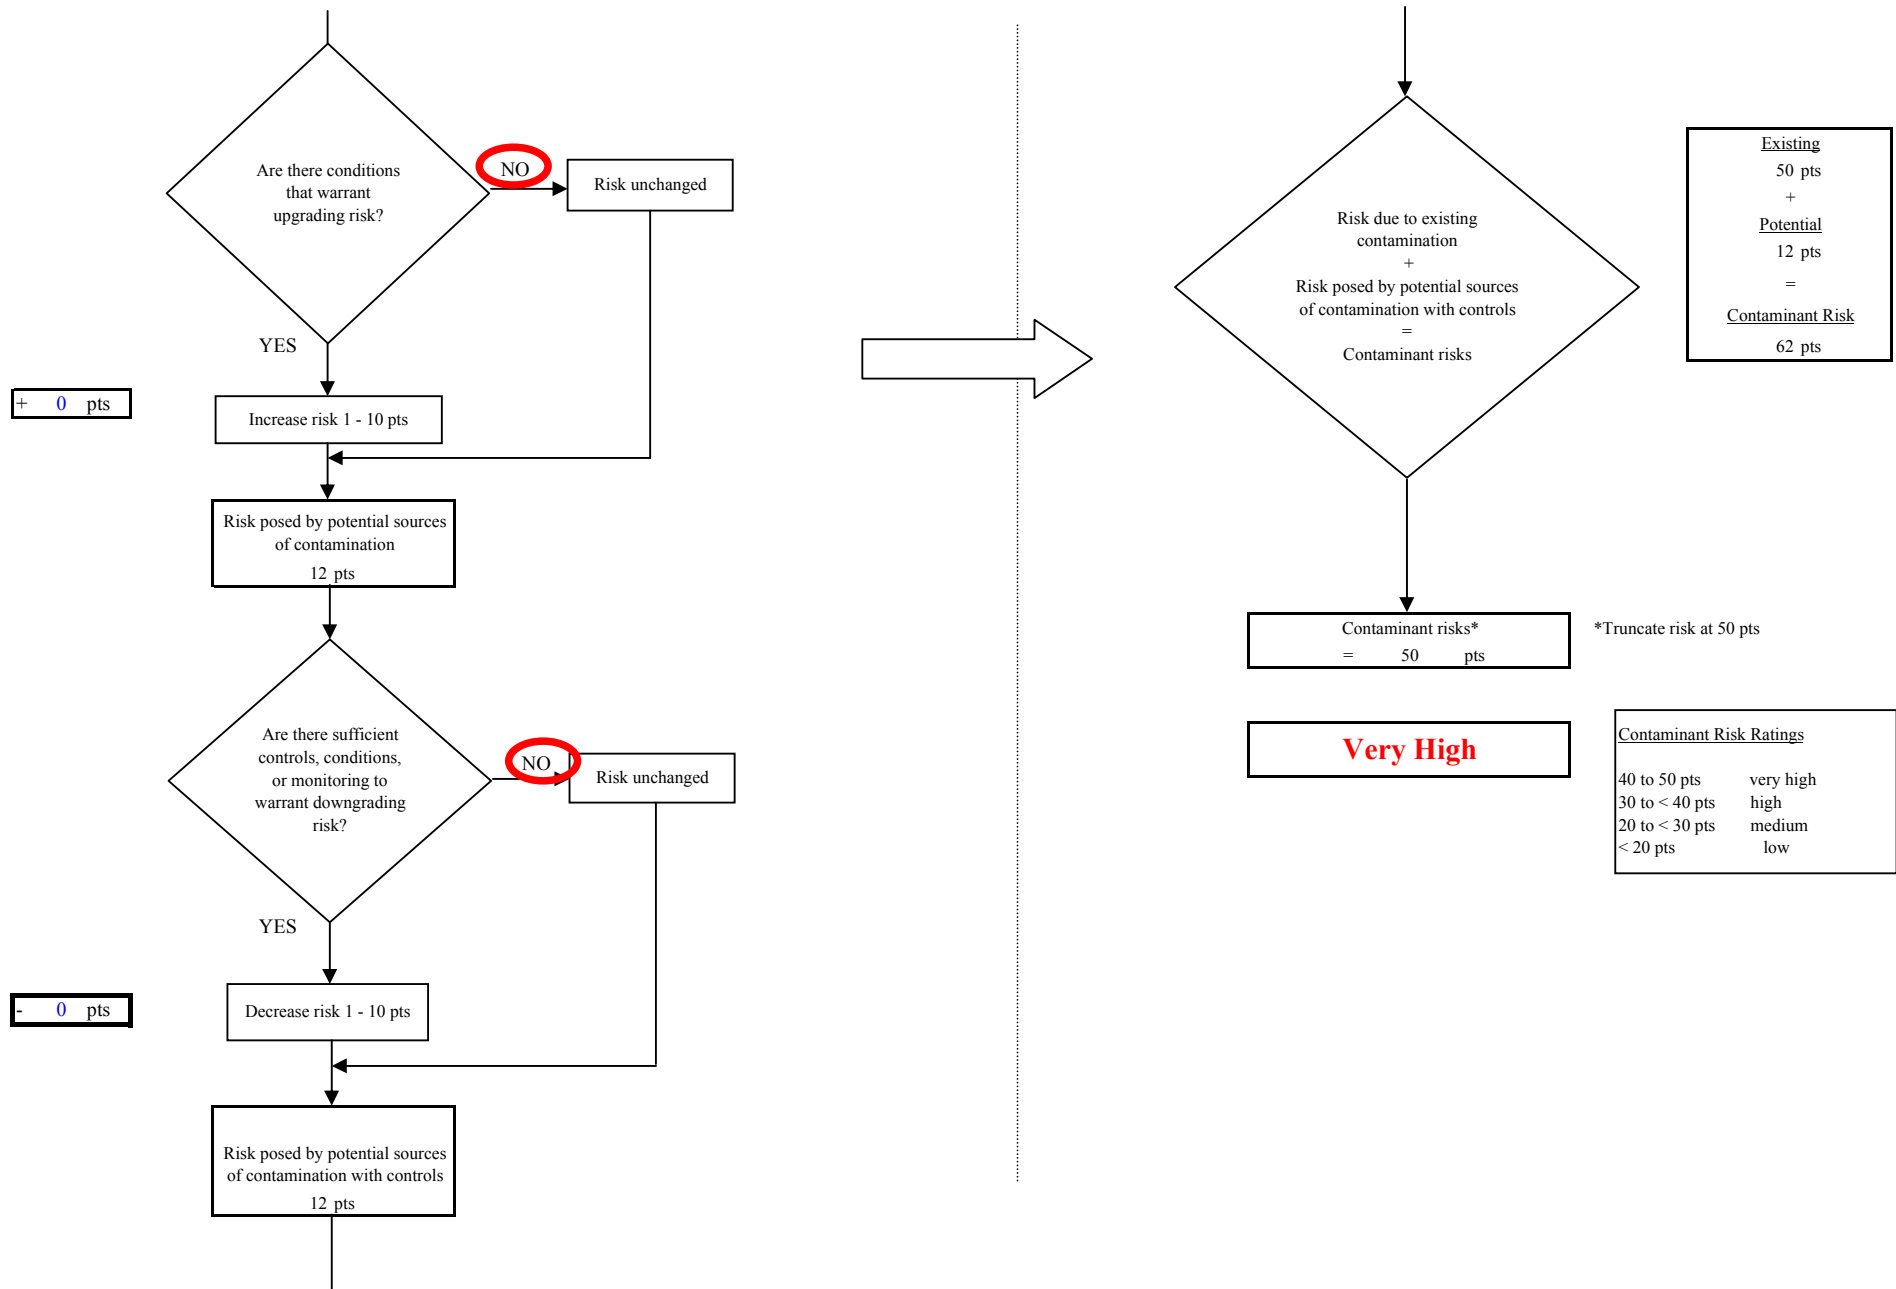 Are there conditions
that warrant
upgrading risk?
NO
Risk unchanged
YES
+ 0 pts
Increase risk 1 - 10 pts
Risk posed by potential sources
of contamination
12 pts
Are there sufficient
controls, conditions,
or monitoring to
warrant downgrading
risk?
NO
Risk unchanged
YES
- 0 pts
Decrease risk 1 - 10 pts
Risk posed by potential sources
of contamination with controls
12 pts
Risk due to existing
contamination
+
Risk posed by potential sources
of contamination with controls
=
Contaminant risks
Existing
50 pts
+
Potential
12 pts
=
Contaminant Risk
62 pts
Contaminant risks*
= 50 pts
*Truncate risk at 50 pts
Very High
Contaminant Risk Ratings
40 to 50 pts very high
30 to < 40 pts high
20 to < 30 pts medium
< 20 pts low